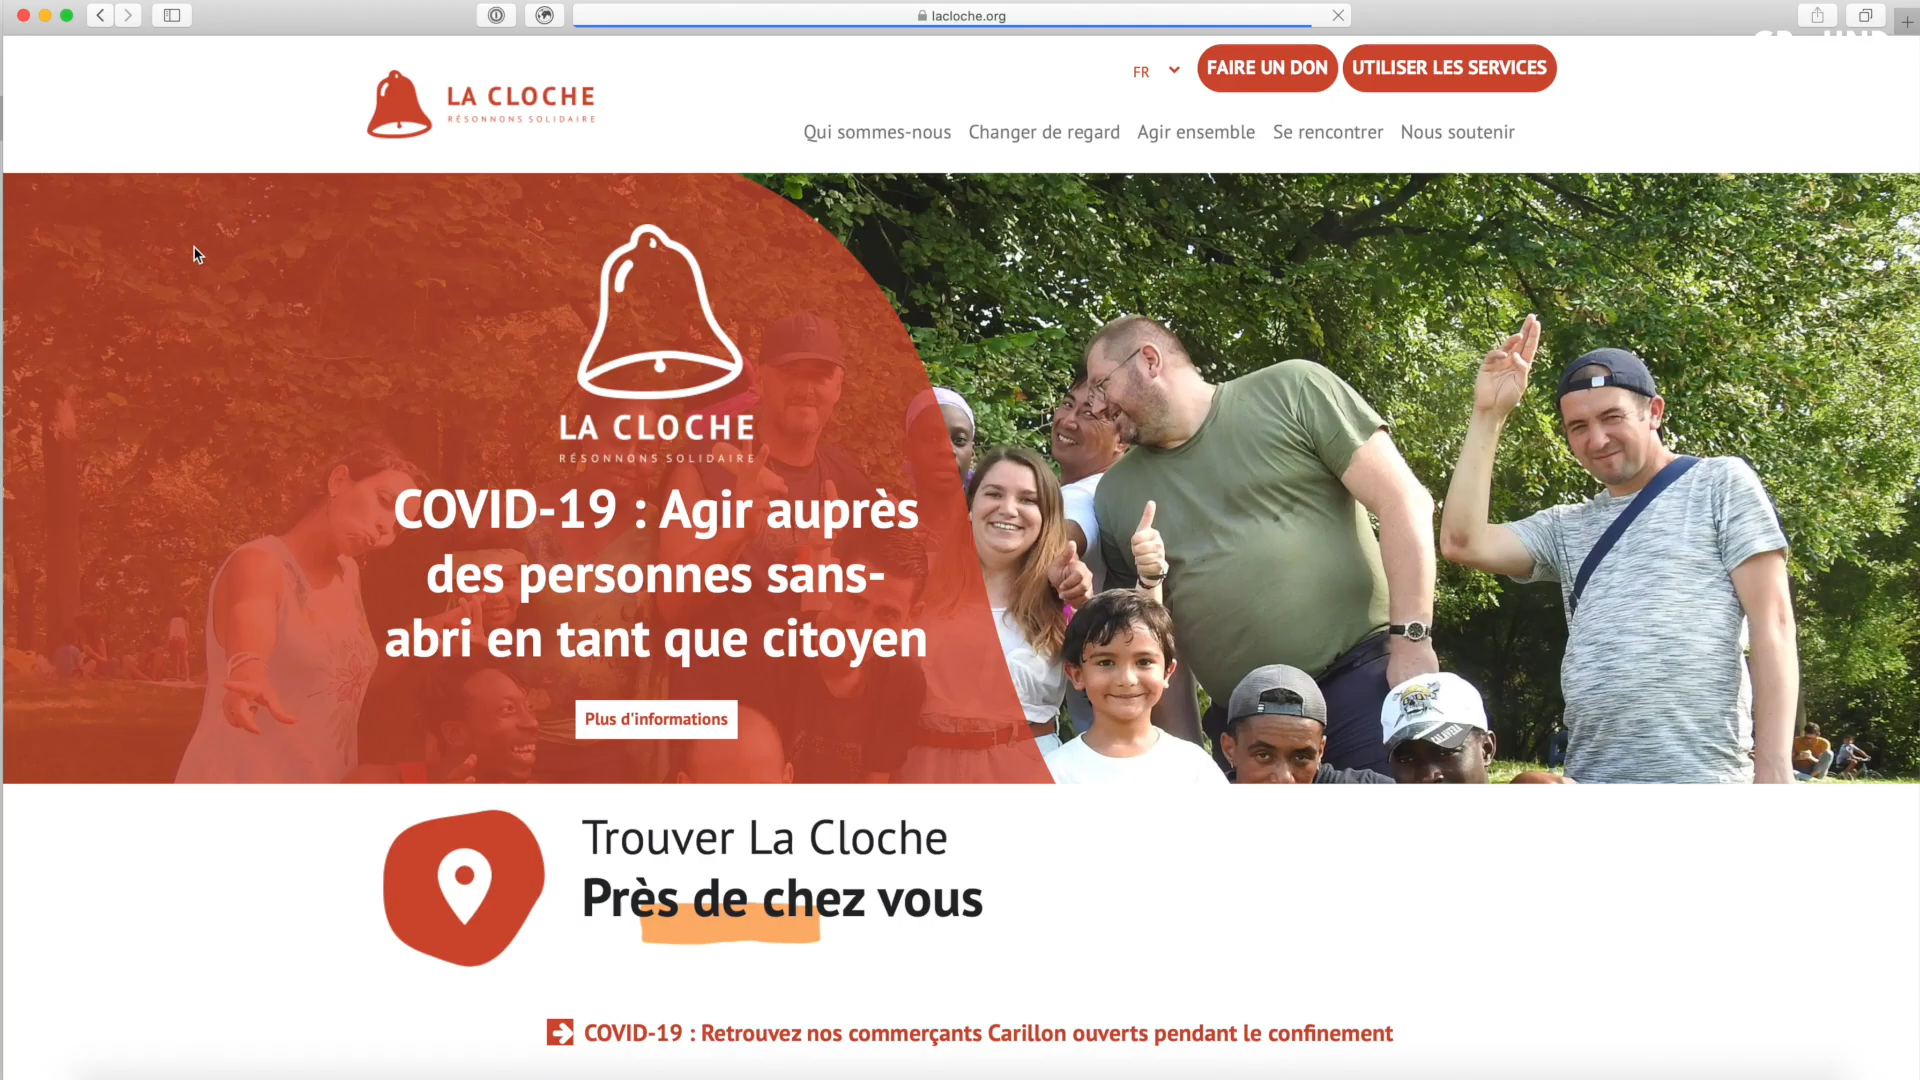 lacloche.org
FR
FAIRE UN DON
UTILISER LES SERVICES
LA CLOCHE
RÉSONNONS SOLIDAIRE
Qui sommes-nous
Changer de regard
Agir ensemble
Se rencontrer
Nous soutenir
LA CLOCHE
RÉSONNONS SOLIDAIRE
COVID-19 : Agir auprès
des personnes sans-
abri en tant que citoyen
Plus d'informations
CALAVERA
Trouver La Cloche
Près de chez vous
COVID-19 : Retrouvez nos commerçants Carillon ouverts pendant le confinement